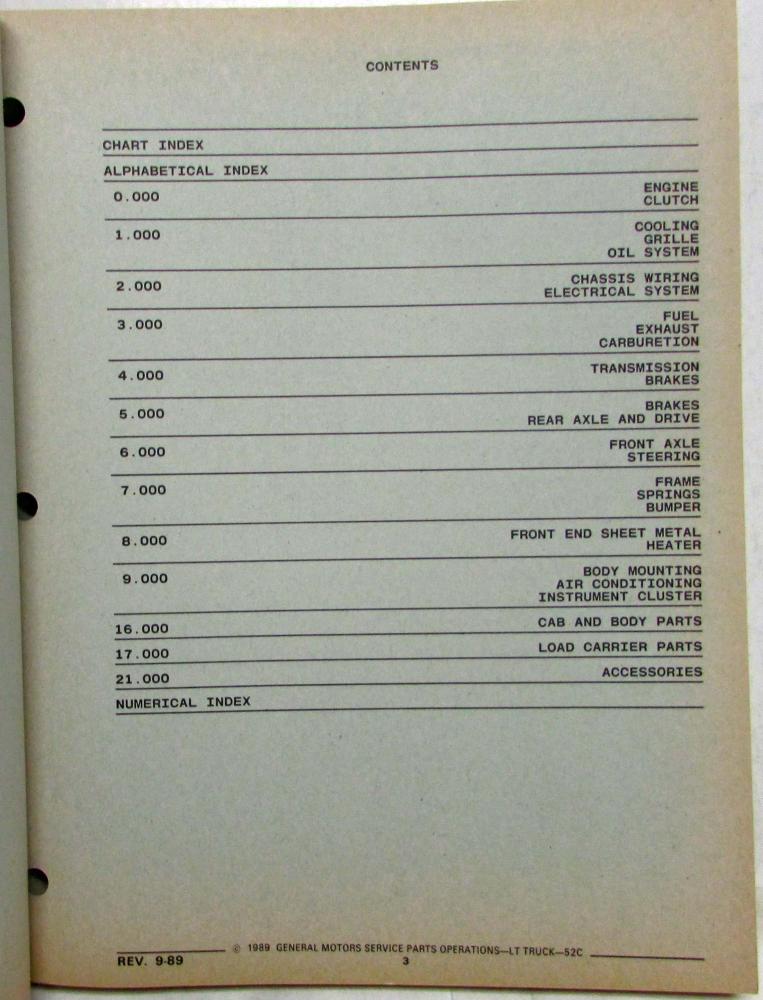 CONTENTS
CHART INDEX
ALPHABETICAL INDEX
0.000 ENGINE
CLUTCH
1.000 COOLING
GRILLE
OIL SYSTEM
2.000 CHASSIS WIRING
ELECTRICAL SYSTEM
3.000 FUEL
EXHAUST
CARBURETION
4.000 TRANSMISSION
BRAKES
5.000 BRAKES
REAR AXLE AND DRIVE
6.000 FRONT AXLE
STEERING
7.000 FRAME
SPRINGS
BUMPER
8.000 FRONT END SHEET METAL
HEATER
9.000 BODY MOUNTING
AIR CONDITIONING
INSTRUMENT CLUSTER
16.000 CAB AND BODY PARTS
17.000 LOAD CARRIER PARTS
21.000 ACCESSORIES
NUMERICAL INDEX
© 1989 GENERAL MOTORS SERVICE PARTS OPERATIONS—LT TRUCK—52C
REV. 9-89 3